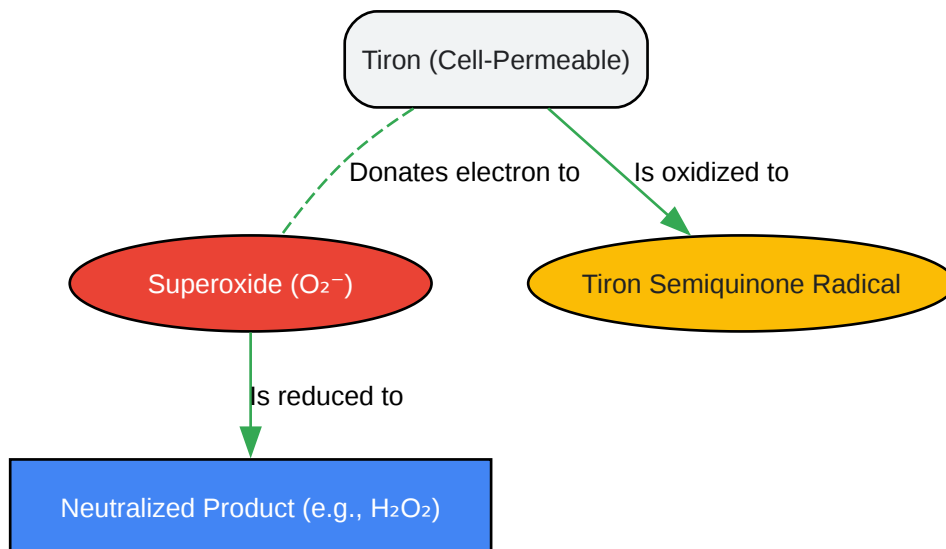 Tiron (Cell-Permeable)
Donates electron to
Is oxidized to
Superoxide (O₂⁻)
Tiron Semiquinone Radical
Is reduced to
Neutralized Product (e.g., H₂O₂)